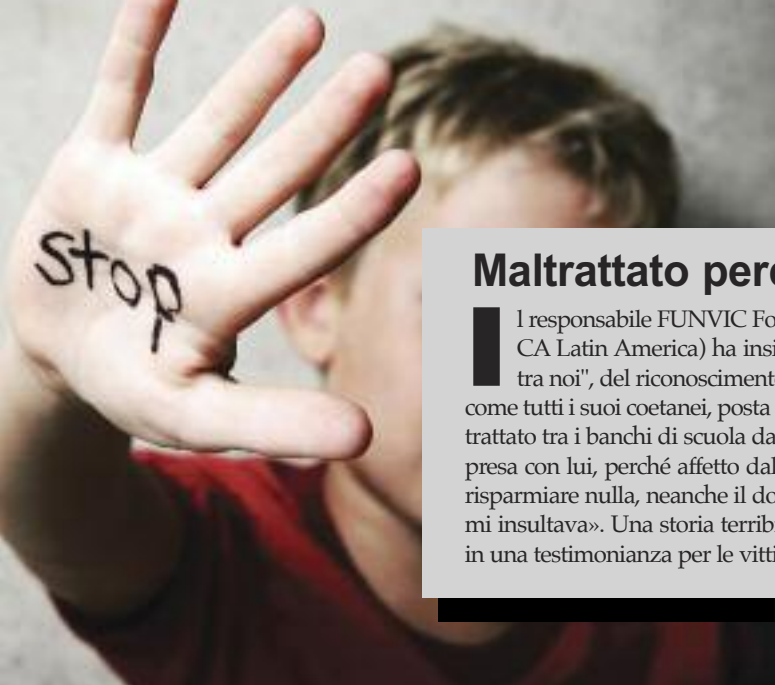 stop
Maltrattato perc
Il responsabile FUNVIC Fo
CA Latin America) ha insi
tra noi", del riconosciment
come tutti i suoi coetanei, posta
trattato tra i banchi di scuola da
presa con lui, perché affetto dal
risparmiare nulla, neanche il do
mi insultava». Una storia terrib
in una testimonianza per le vitti